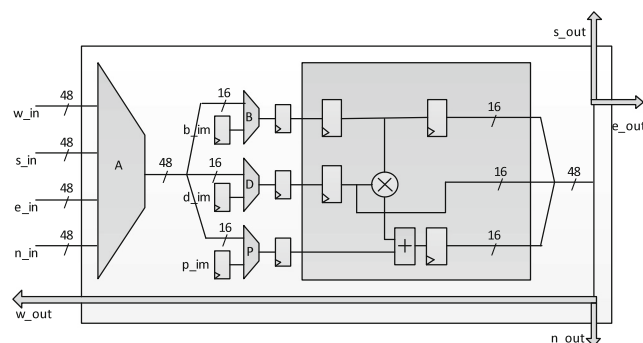 s_out
48
w_in
16
e_out
b_im
B
16
48
s_in
A
48
16
D
16
48
48
e_in
d_im
16
48
n_in
P
+
16
p_im
w_out
n_out